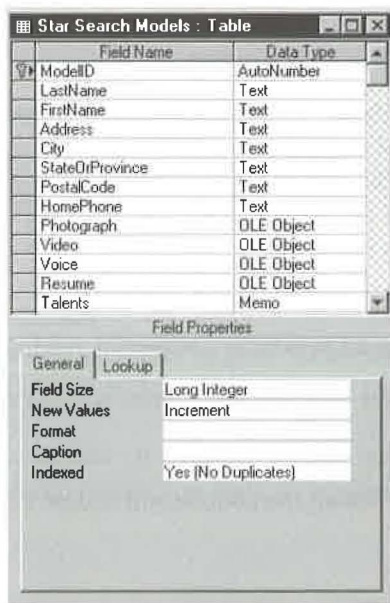 Star Search Models : Table
Field Name Data Type
ModelID AutoNumber
LastName Text
FirstName Text
Address Text
City Text
StateOrProvince Text
PostalCode Text
HomePhone Text
Photograph OLE Object
Video OLE Object
Voice OLE Object
Resume OLE Object
Talents Memo
Field Properties
General Lookup
Field Size Long Integer
New Values Increment
Format
Caption
Indexed Yes (No Duplicates)